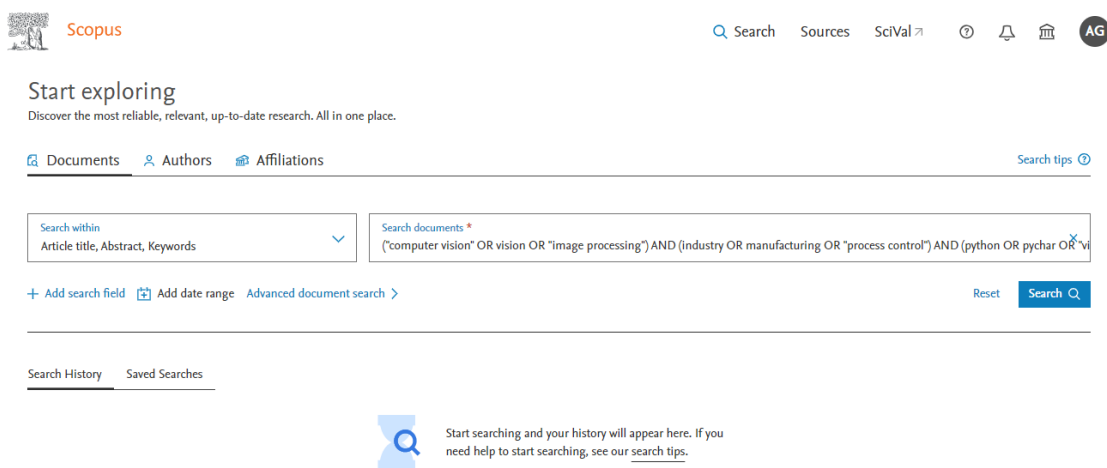 Scopus
Search Sources SciVal AG
Start exploring
Discover the most reliable, relevant, up-to-date research. All in one place.
Documents Authors Affiliations Search tips
Search within
Article title, Abstract, Keywords
Search documents *
("computer vision" OR vision OR "image processing") AND (industry OR manufacturing OR "process control") AND (python OR pychar OR "vi
Add search field Add date range Advanced document search Reset Search
Search History Saved Searches
Start searching and your history will appear here. If you
need help to start searching, see our search tips.